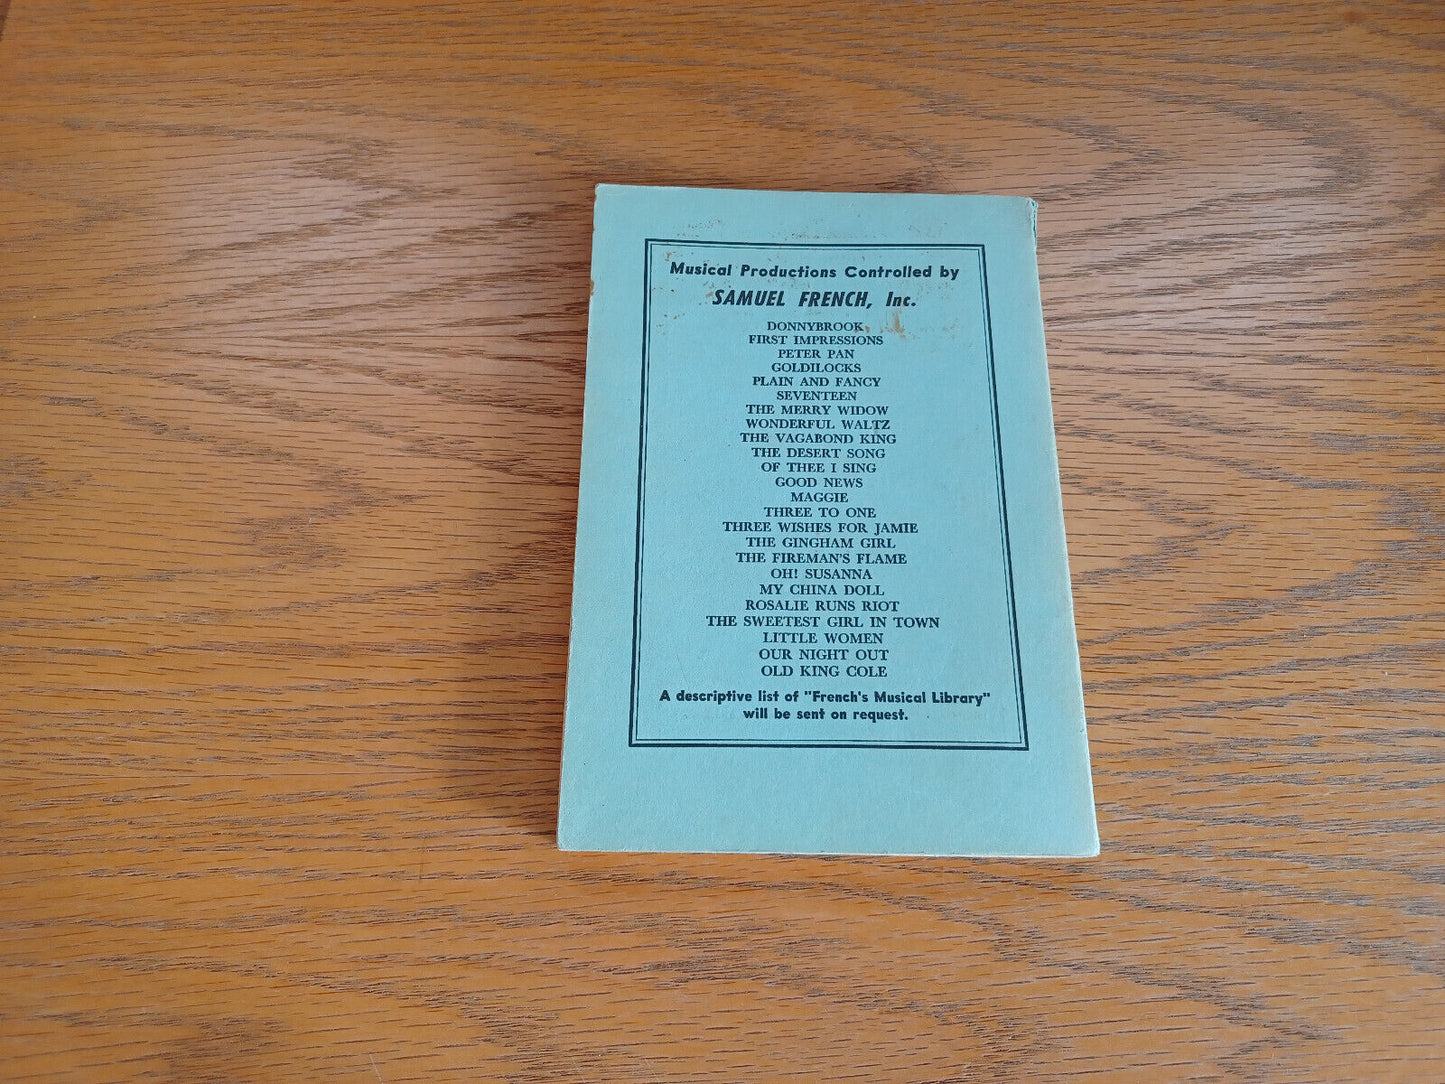 Musical Productions Controlled by
SAMUEL FRENCH, Inc.
DONNYBROOK
FIRST IMPRESSIONS
PETER PAN
GOLDILOCKS
PLAIN AND FANCY
SEVENTEEN
THE MERRY WIDOW
WONDERFUL WALTZ
THE VAGABOND KING
THE DESERT SONG
OF THEE I SING
GOOD NEWS
MAGGIE
THREE TO ONE
THREE WISHES FOR JAMIE
THE GINGHAM GIRL
THE FIREMAN'S FLAME
OH! SUSANNA
MY CHINA DOLL
ROSALIE RUNS RIOT
THE SWEETEST GIRL IN TOWN
LITTLE WOMEN
OUR NIGHT OUT
OLD KING COLE
A descriptive list of "French's Musical Library"
will be sent on request.